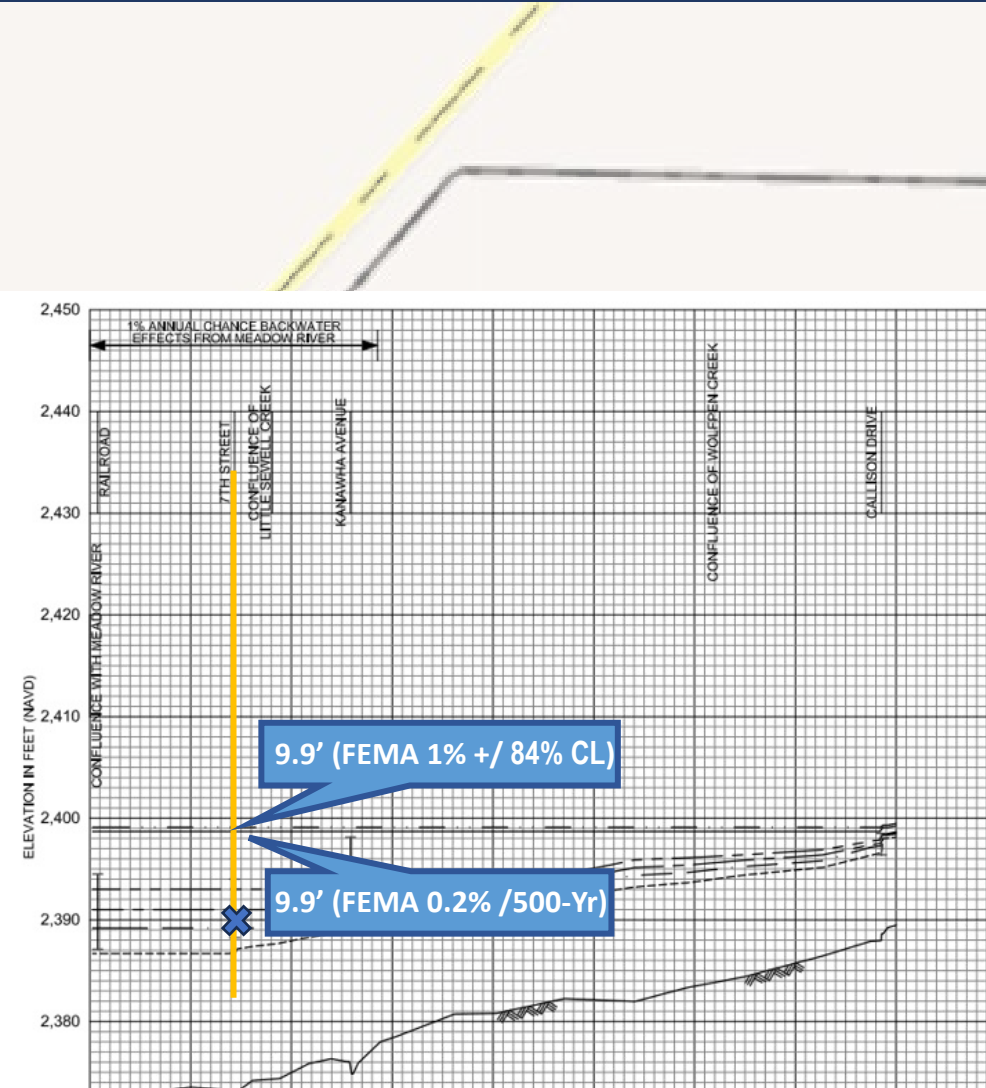 2,450
1% ANNUAL CHANCE BACKWATER
EFFECTS FROM MEADOW RIVER
2,440
RAILROAD
7TH STREET
CONFLUENCE OF
LITTLE SEWELL CREEK
KANAWHA AVENUE
CONFLUENCE OF WOLFPEN CREEK
CALLISON DRIVE
2,430
CONFLUENCE WITH MEADOW RIVER
2,420
ELEVATION IN FEET (NAVD)
2,410
9.9’ (FEMA 1% +/ 84% CL)
2,400
9.9’ (FEMA 0.2% /500-Yr)
2,390
2,380